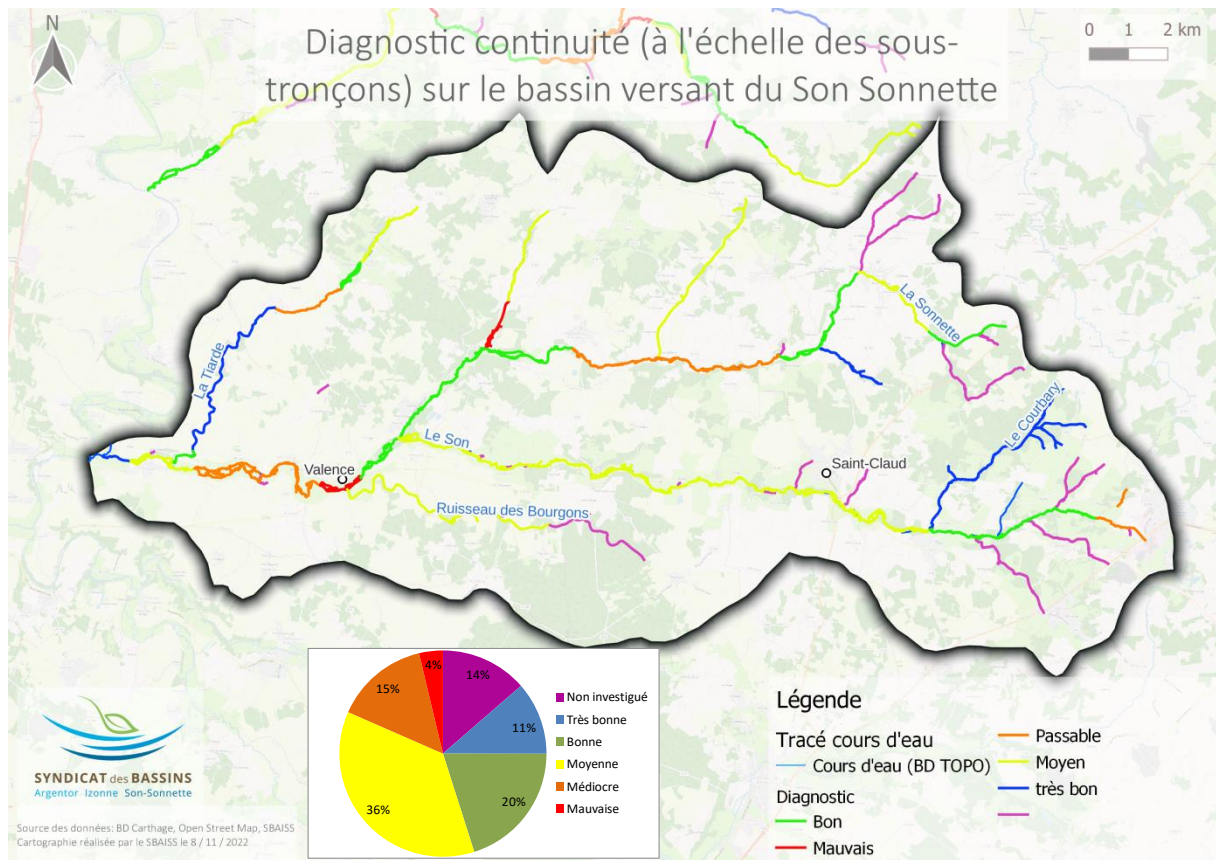 N
Diagnostic continuité (à l'échelle des sous-
tronçons) sur le bassin versant du Son Sonnette
0 1 2 km
La Sonnette
La Tiarde
Le Courbary
Le Son
Valence
Saint-Claud
Ruisseau des Bourgons
4%
14%
15%
11%
36%
20%
Non investigué
Très bonne
Bonne
Moyenne
Médiocre
Mauvaise
Légende
Tracé cours d'eau
Cours d'eau (BD TOPO)
Diagnostic
Bon
Mauvais
Passable
Moyen
très bon
SYNDICAT des BASSINS
Argentor Izonne Son-Sonnette
Source des données: BD Carthage, Open Street Map, SBAISS
Cartographie réalisée par le SBAISS le 8 / 11 / 2022